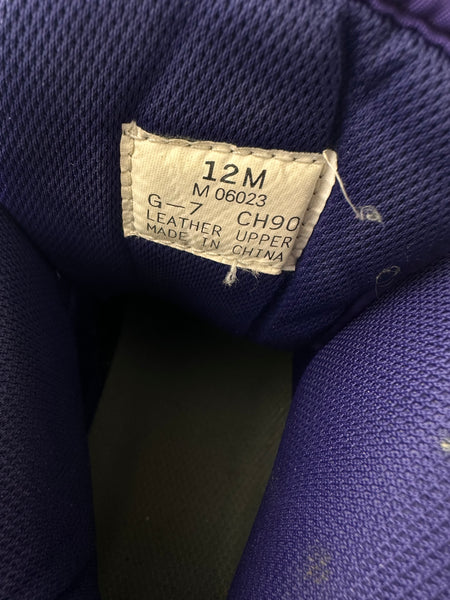 12M
M 06023
G-7 CH90
LEATHER UPPER
MADE IN CHINA